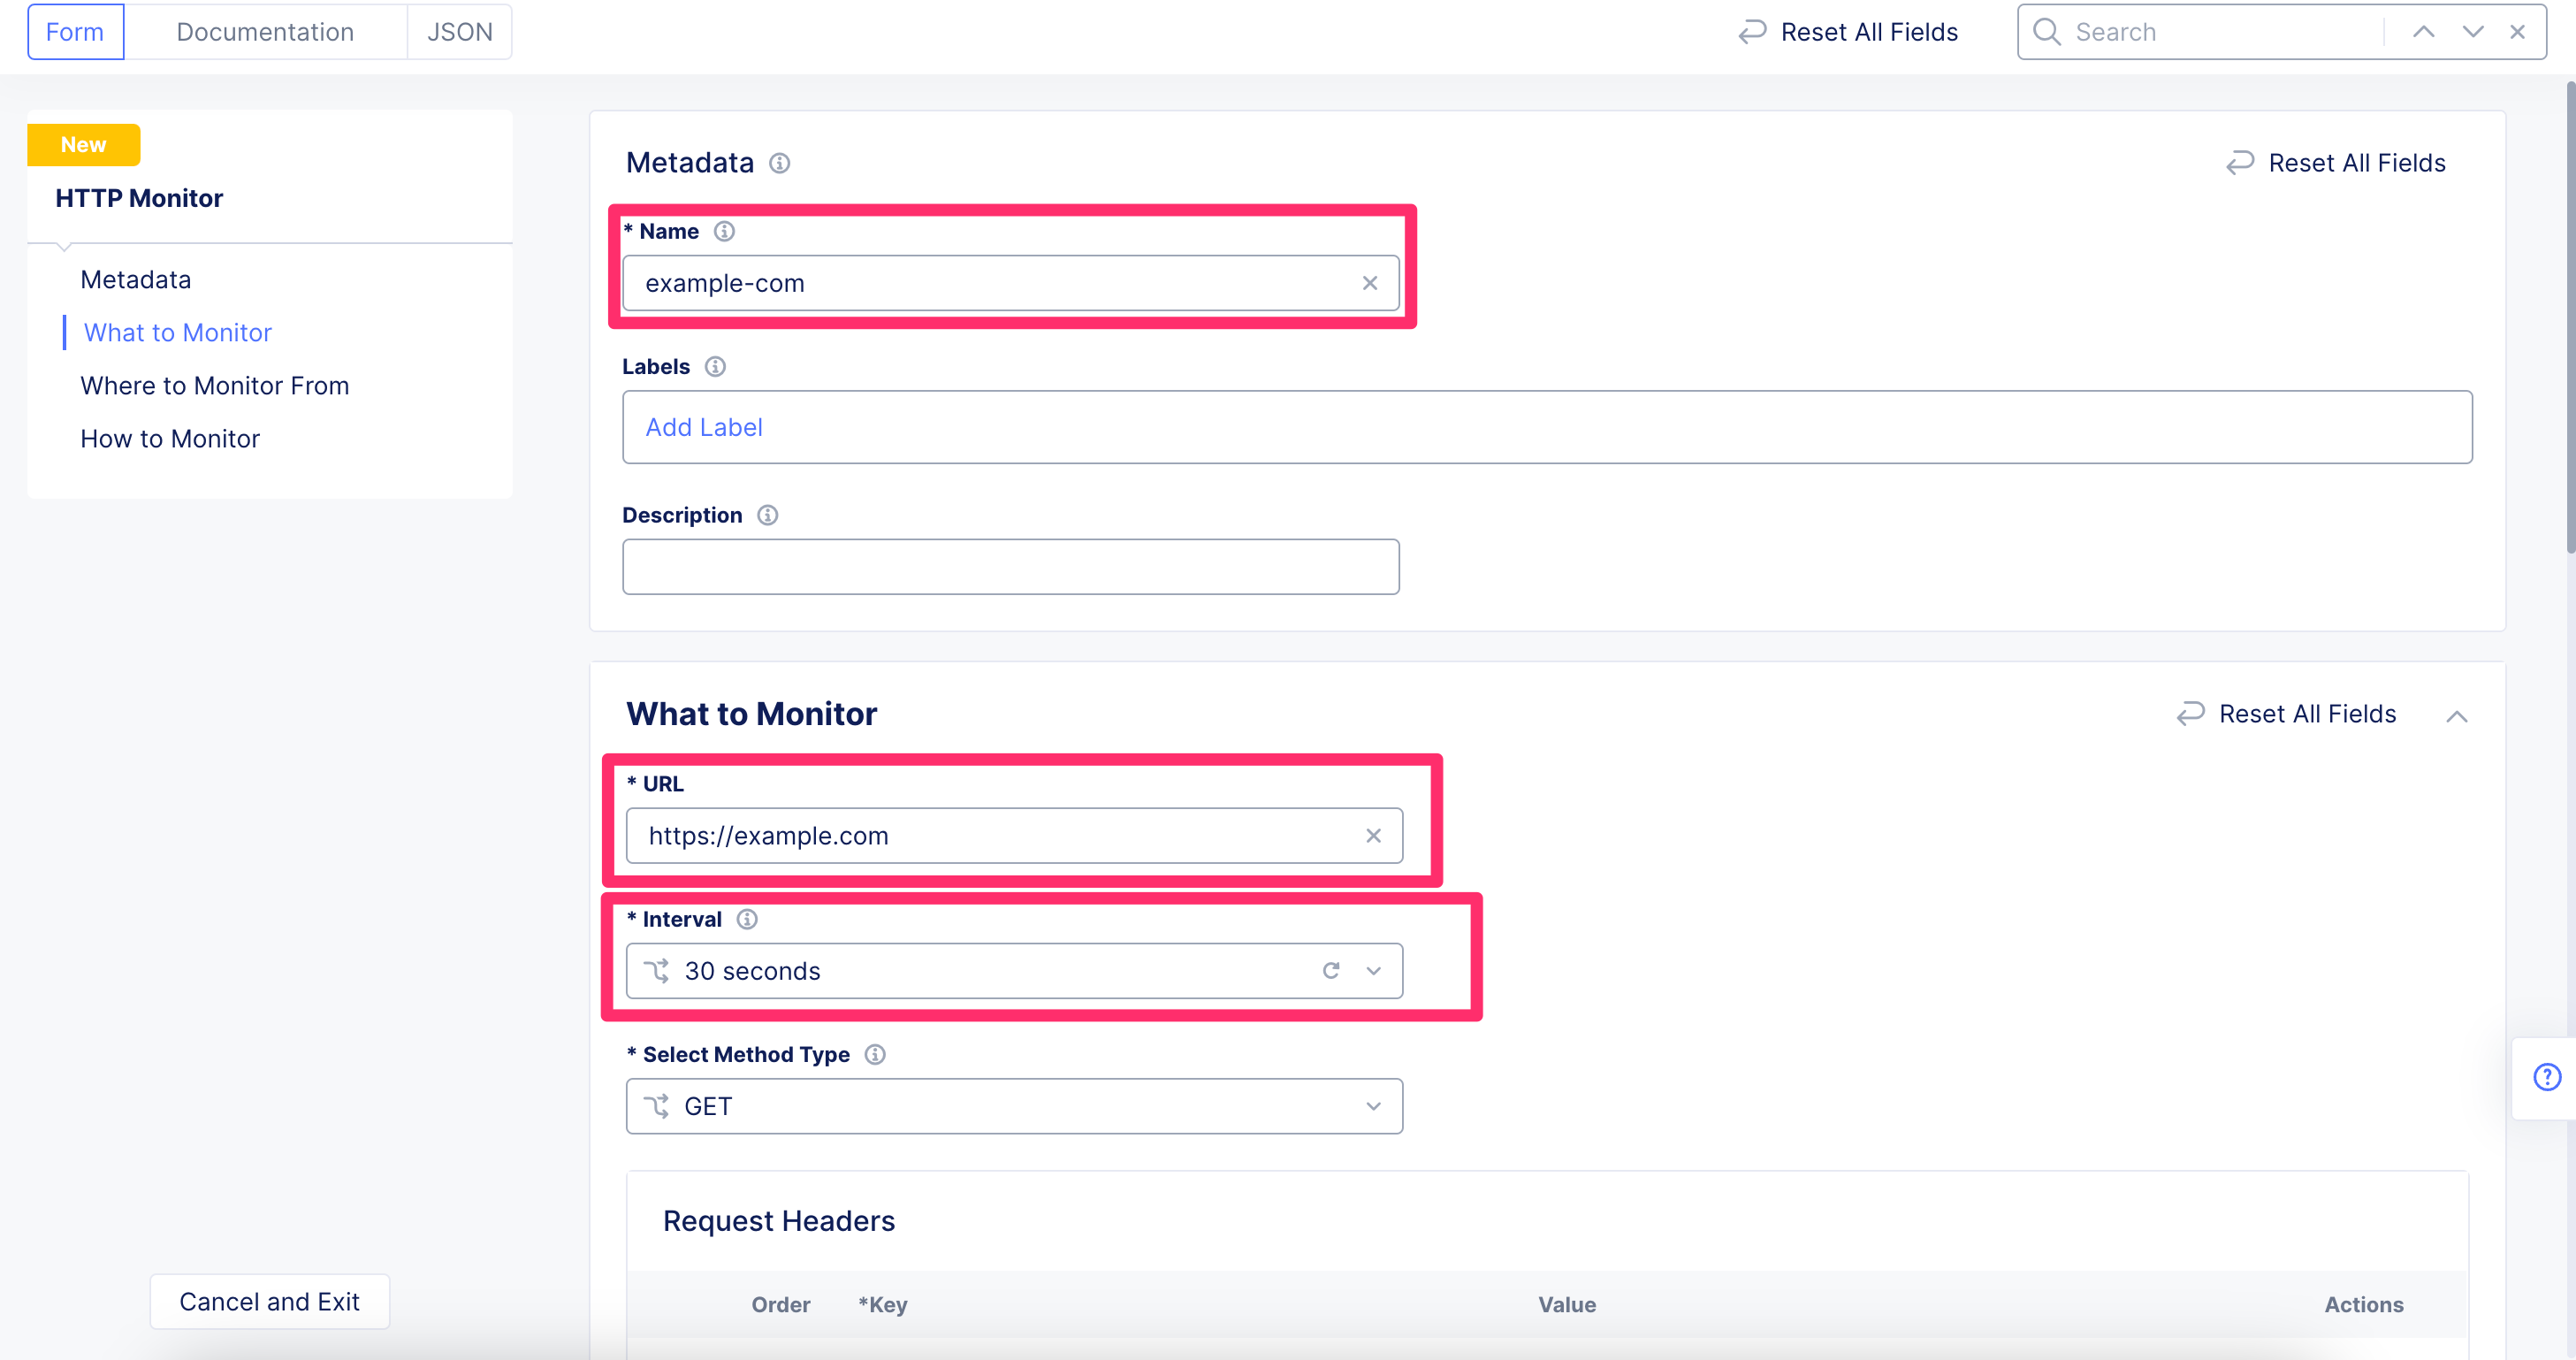 Form Documentation JSON Reset All Fields Search
New
HTTP Monitor
Metadata
What to Monitor
Where to Monitor From
How to Monitor
Cancel and Exit
Metadata Reset All Fields
* Name
example-com
Labels
Add Label
Description
What to Monitor Reset All Fields
* URL
https://example.com
* Interval
30 seconds
* Select Method Type
GET
Request Headers
Order *Key Value Actions